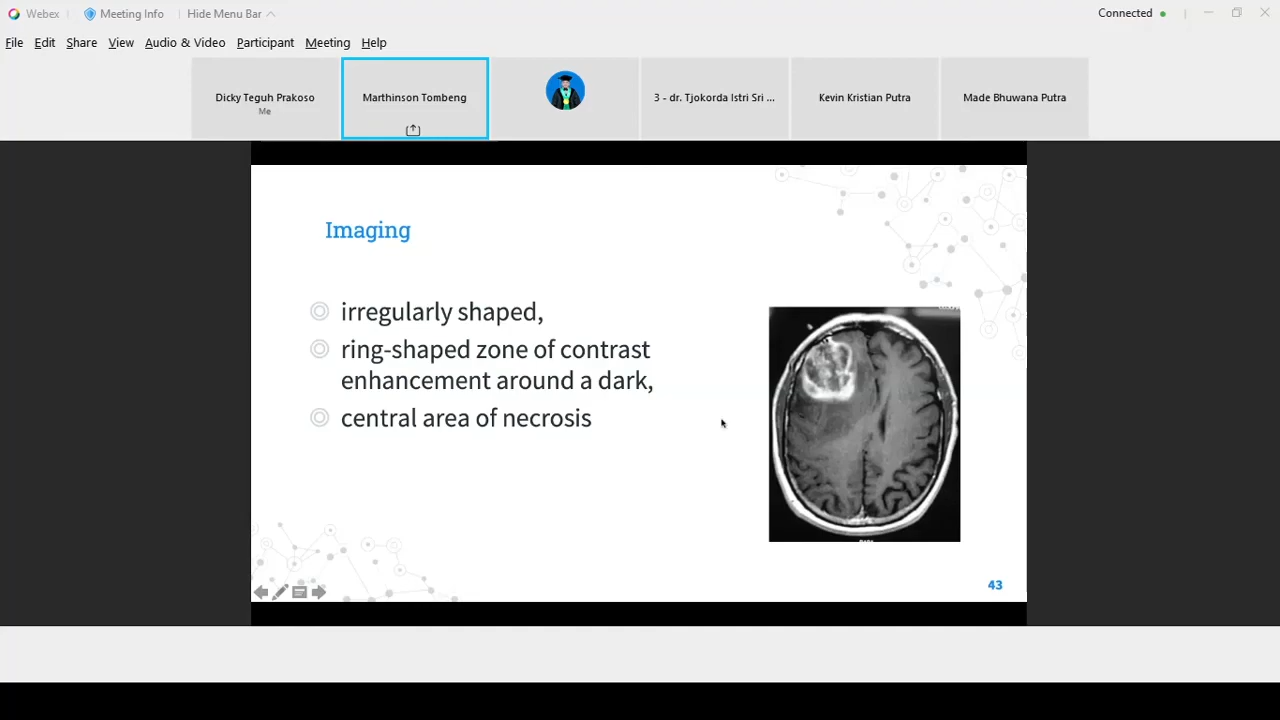 Webex
Meeting Info
Hide Menu Bar
Connected
File Edit Share View Audio & Video Participant Meeting Help
Dicky Teguh Prakoso
Me
Marthinson Tombeng
3 - dr. Tjokorda Istri Sri ...
Kevin Kristian Putra
Made Bhuwana Putra
Imaging
irregularly shaped,
ring-shaped zone of contrast
enhancement around a dark,
central area of necrosis
43